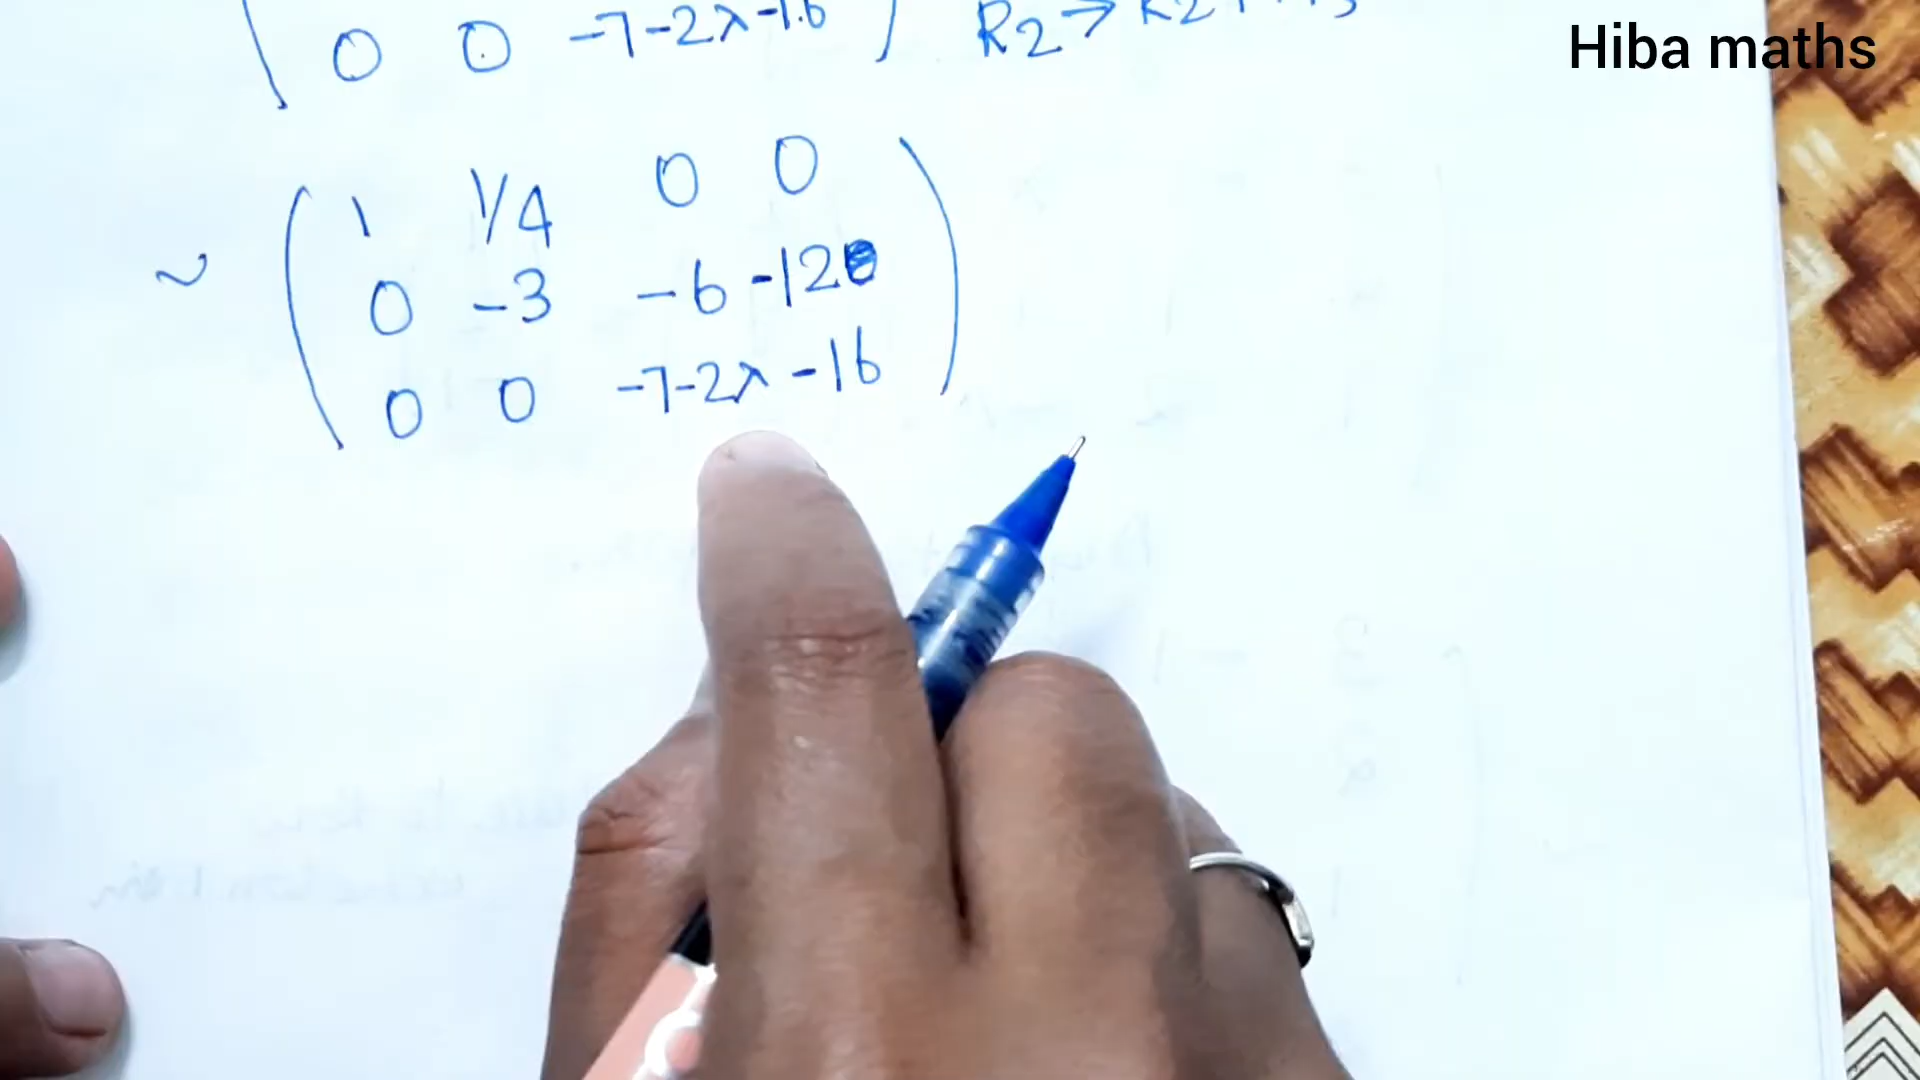 Hiba maths
0 0 -7-2λ-16
R2→
~ 1 1/4 0 0
0 -3 -6 -12
0 0 -7-2λ -16